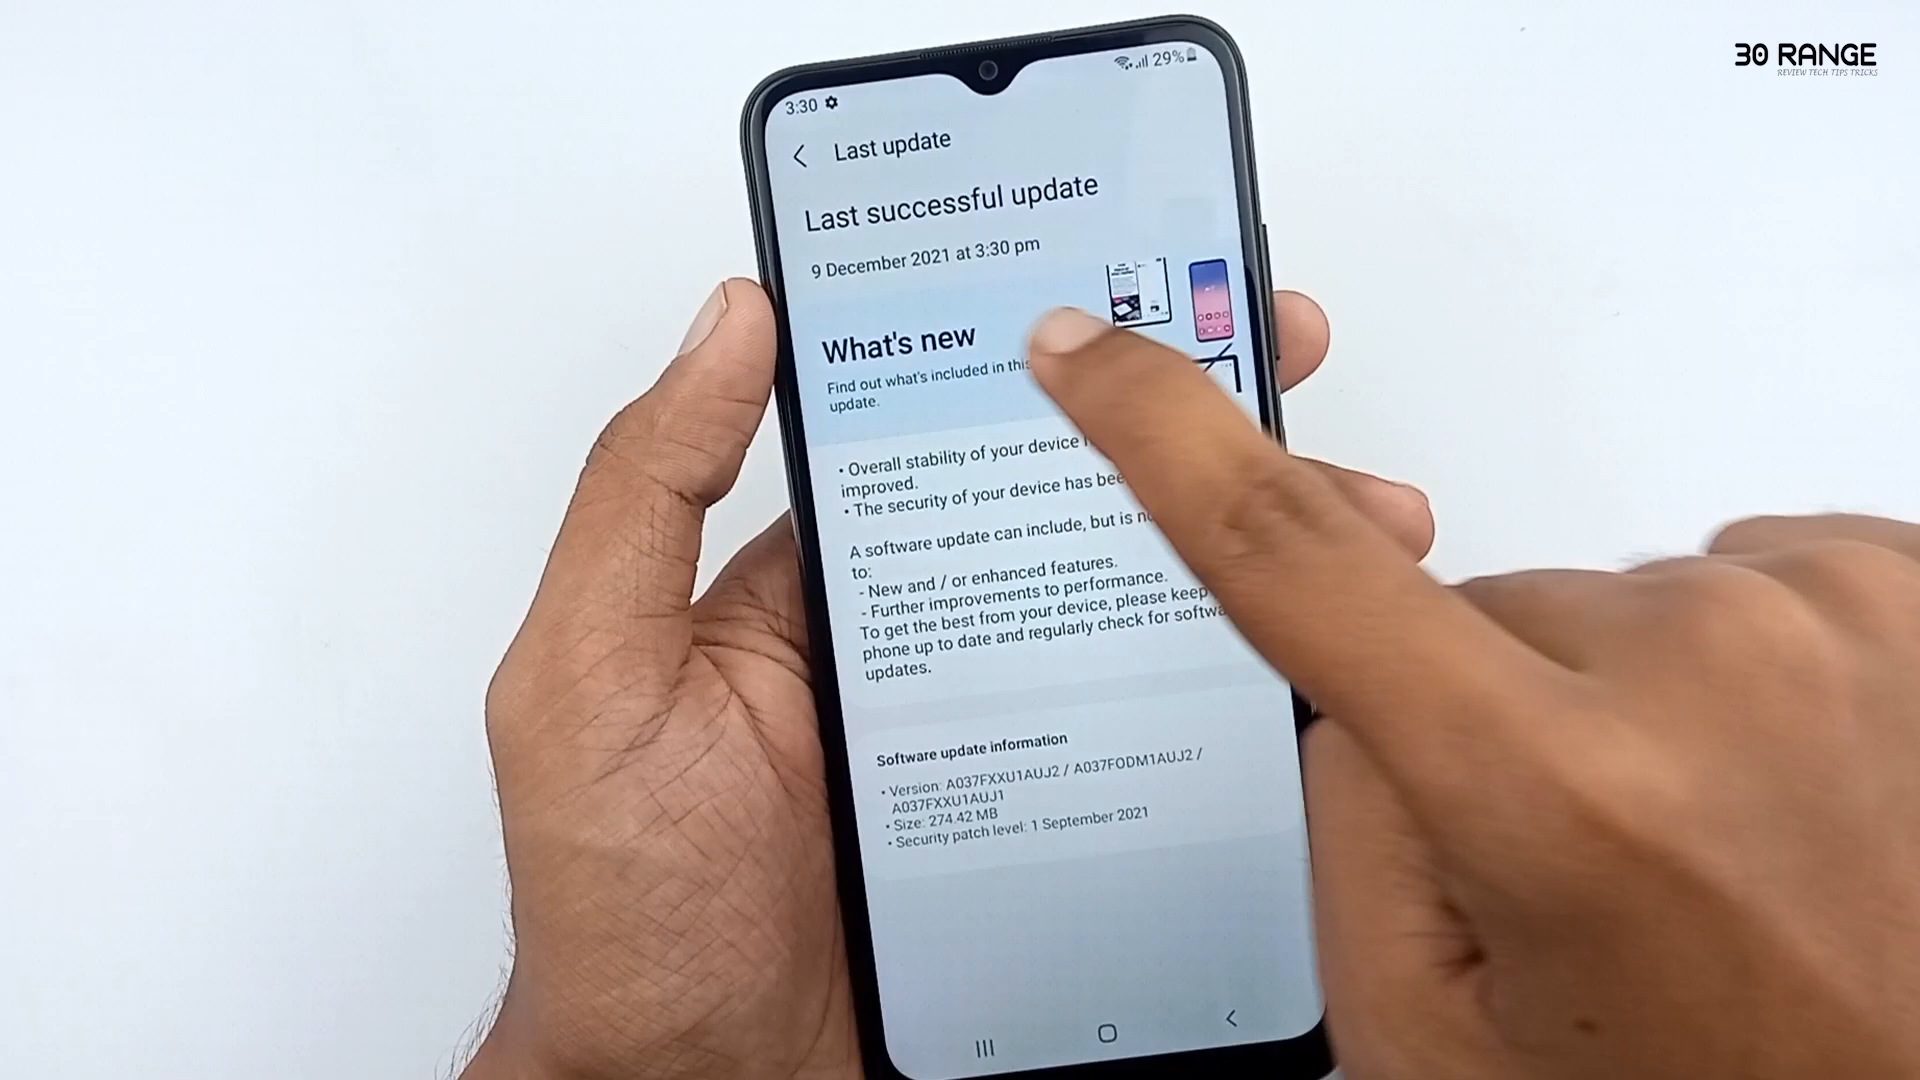 30 RANGE
REVIEW TECH TIPS TRICKS
3:30
29%
Last update
Last successful update
9 December 2021 at 3:30 pm
What's new
Find out what's included in this
update.
• Overall stability of your device
improved.
• The security of your device has bee
A software update can include, but is
to:
- New and / or enhanced features.
- Further improvements to performance.
To get the best from your device, please keep
phone up to date and regularly check for softwa
updates.
Software update information
• Version: A037FXXU1AUJ2 / A037FODM1AUJ2 /
A037FXXU1AUJ1
• Size: 274.42 MB
• Security patch level: 1 September 2021